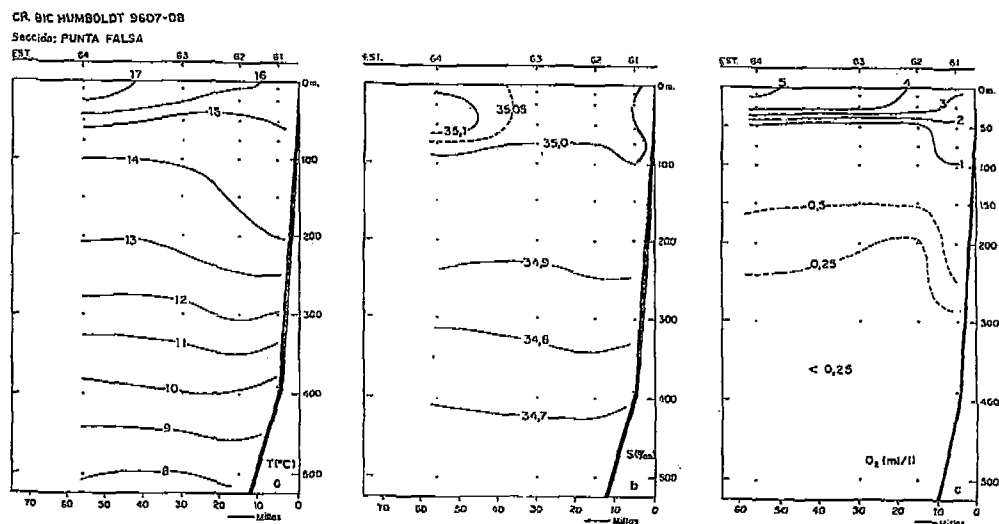 CR. BIC HUMBOLDT 9607-08
Sección: PUNTA FALSA
EST. 64 63 62 61
17 16
15
14
13
12
11
10
9
8
0m.
100
200
300
400
500
T(°C)
a
70 60 50 40 30 20 10 0
Millas
EST. 64 63 62 61
35,1 35,05
35,0
34,9
34,8
34,7
0m.
100
200
300
400
500
S(‰)
b
70 60 50 40 30 20 10 0
Millas
EST. 64 63 62 61
5 4
3
2
1
0,5
0,25
< 0,25
0m.
50
100
150
200
300
400
500
O₂ (ml/l)
c
60 50 40 30 20 10 0
Millas